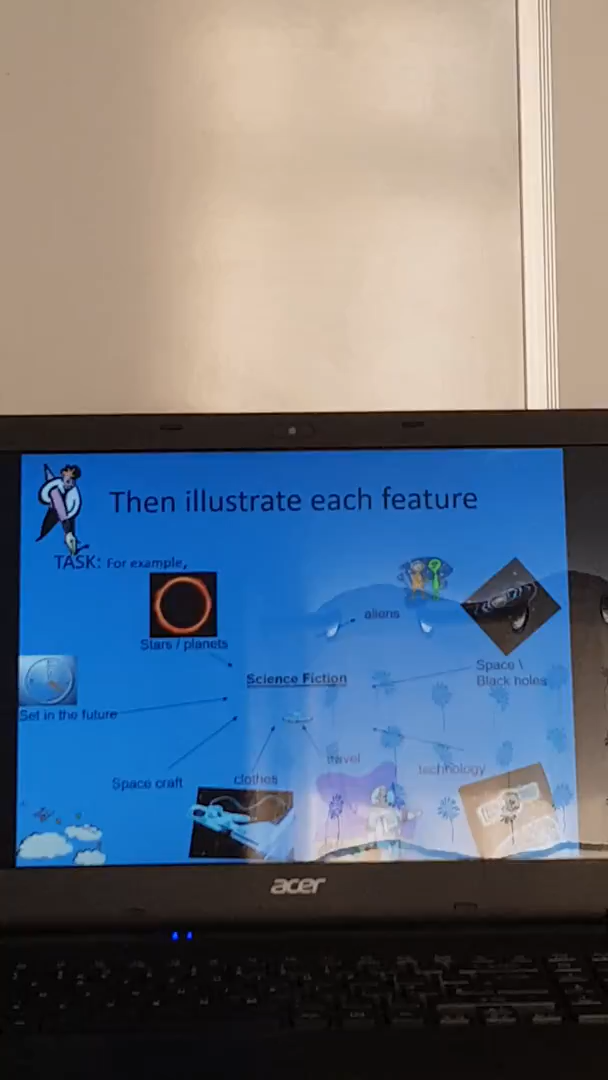 Then illustrate each feature
TASK: For example,
aliens
Stars / planets
Space \
Black holes
Science Fiction
Set in the future
travel
technology
Space craft
clothes
acer